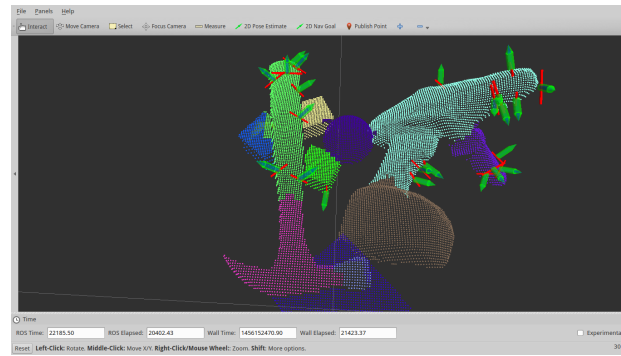 File Panels Help
Interact Move Camera Select Focus Camera Measure 2D Pose Estimate 2D Nav Goal Publish Point
Time
ROS Time: 22185.50 ROS Elapsed: 20402.43 Wall Time: 1456152470.90 Wall Elapsed: 21423.37 Experimenta
Reset Left-Click: Rotate. Middle-Click: Move X/Y. Right-Click/Mouse Wheel: Zoom. Shift: More options. 30